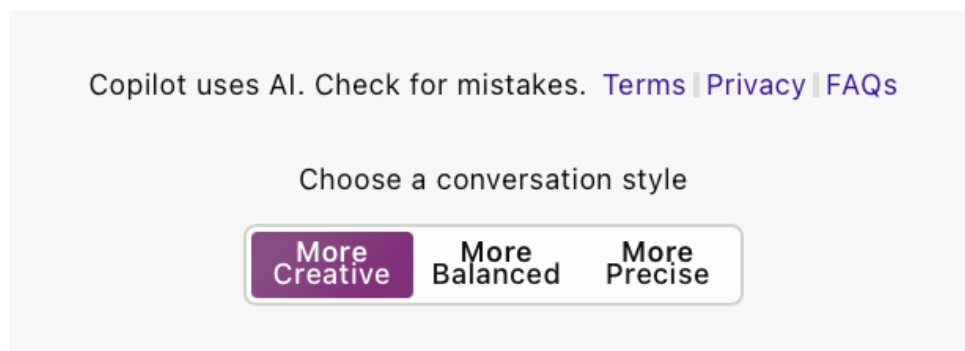 Copilot uses AI. Check for mistakes. Terms | Privacy | FAQs
Choose a conversation style
More More More
Creative Balanced Precise